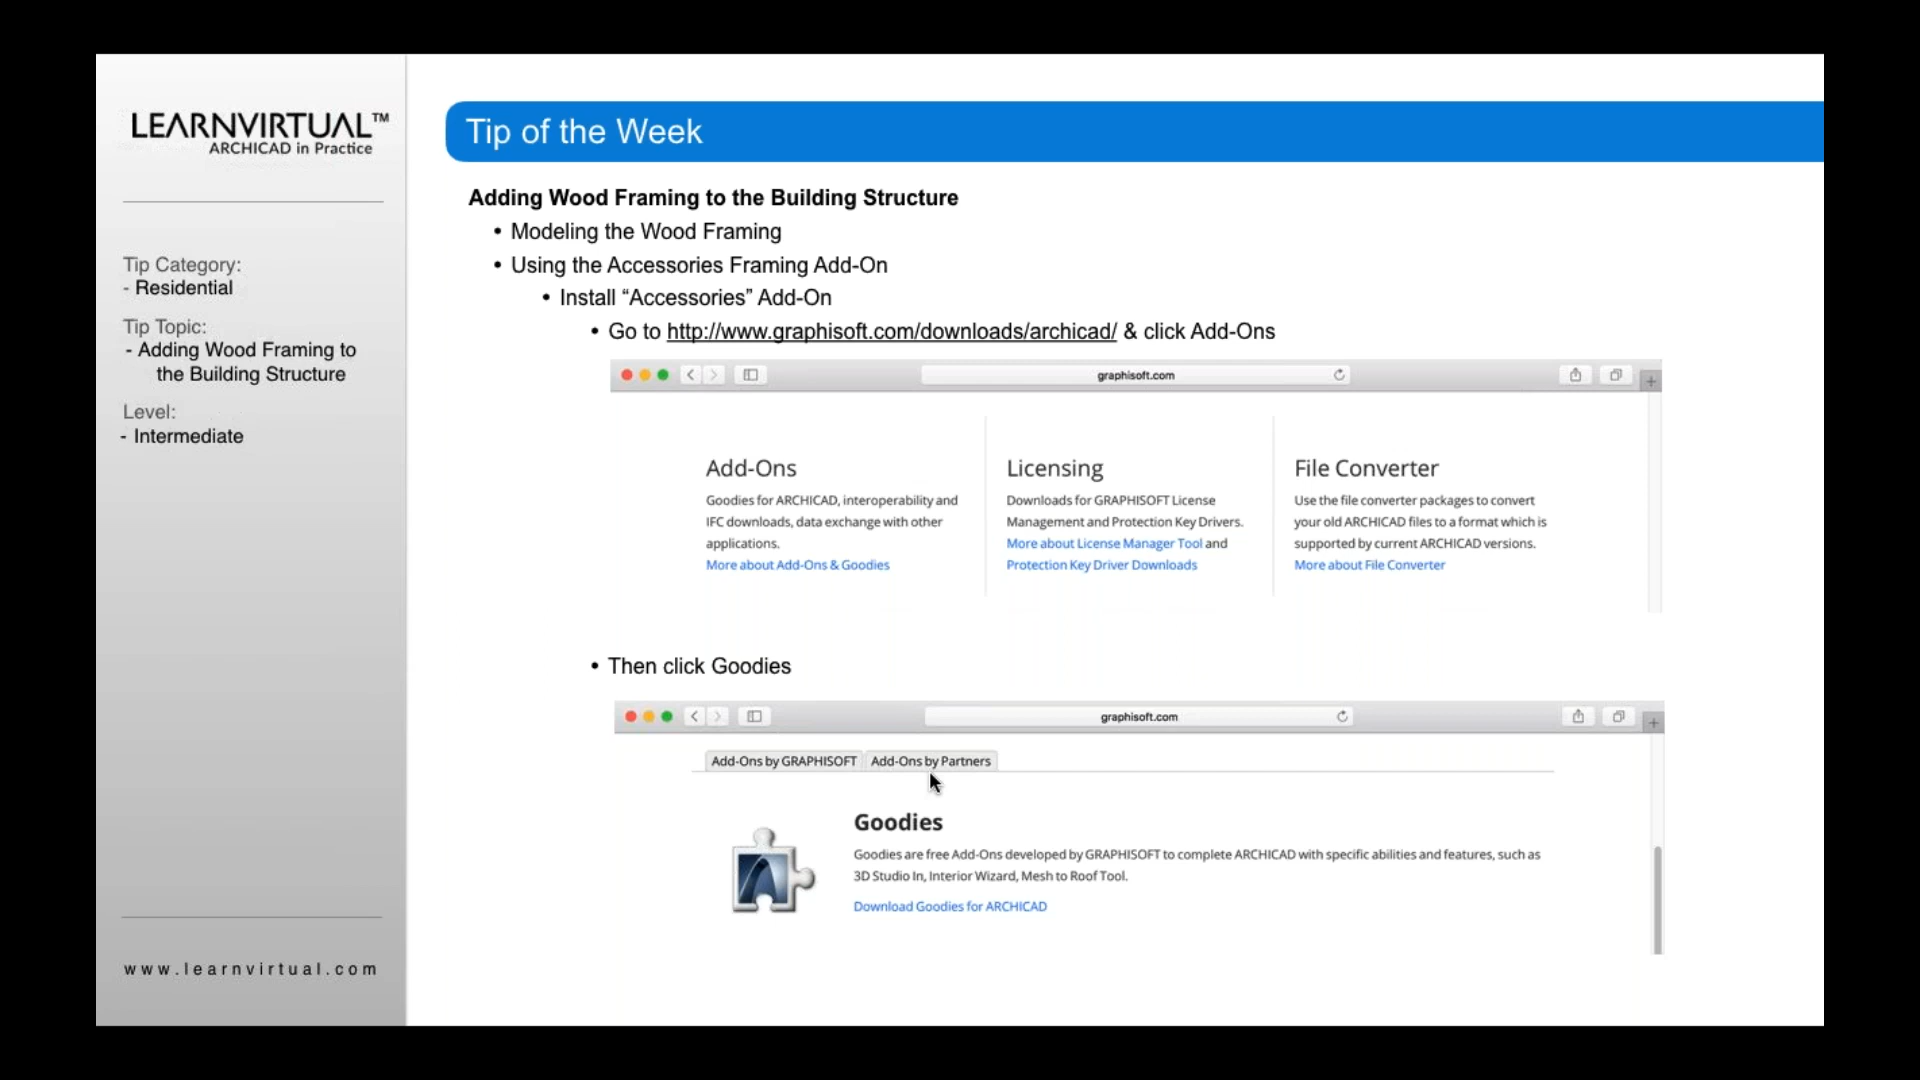 LEARNVIRTUAL™
ARCHICAD in Practice
Tip Category:
- Residential
Tip Topic:
- Adding Wood Framing to
the Building Structure
Level:
- Intermediate
www.learnvirtual.com
Tip of the Week
Adding Wood Framing to the Building Structure
• Modeling the Wood Framing
• Using the Accessories Framing Add-On
• Install “Accessories” Add-On
• Go to http://www.graphisoft.com/downloads/archicad/ & click Add-Ons
graphisoft.com
Add-Ons
Goodies for ARCHICAD, interoperability and
IFC downloads, data exchange with other
applications.
More about Add-Ons & Goodies
Licensing
Downloads for GRAPHISOFT License
Management and Protection Key Drivers.
More about License Manager Tool and
Protection Key Driver Downloads
File Converter
Use the file converter packages to convert
your old ARCHICAD files to a format which is
supported by current ARCHICAD versions.
More about File Converter
• Then click Goodies
graphisoft.com
Add-Ons by GRAPHISOFT Add-Ons by Partners
Goodies
Goodies are free Add-Ons developed by GRAPHISOFT to complete ARCHICAD with specific abilities and features, such as
3D Studio In, Interior Wizard, Mesh to Roof Tool.
Download Goodies for ARCHICAD